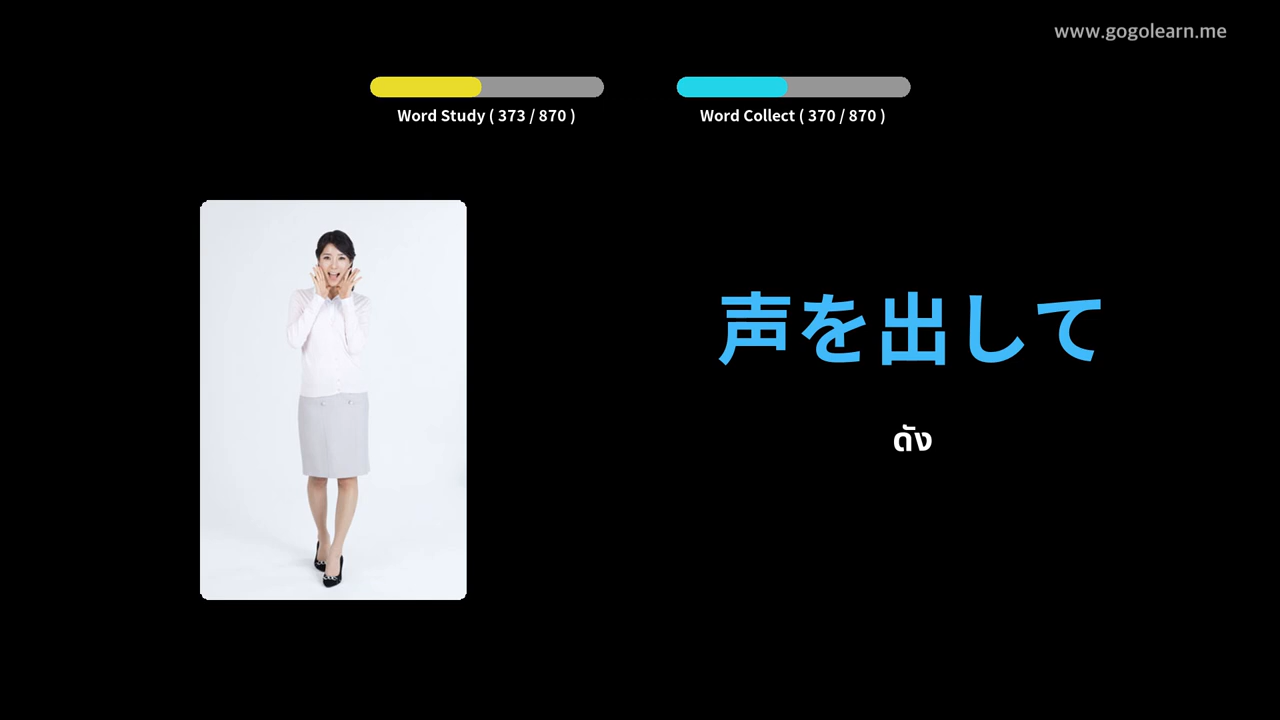 www.gogolearn.me
Word Study ( 373 / 870 )
Word Collect ( 370 / 870 )
声を出して
ดัง